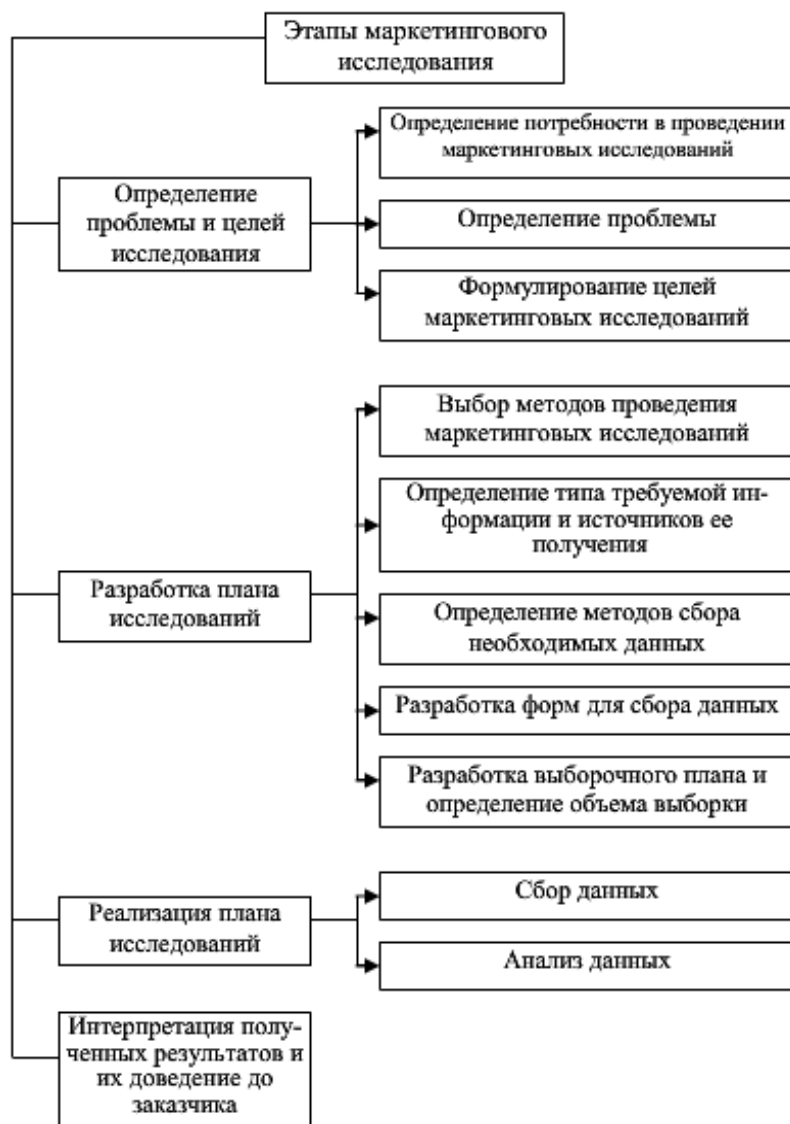 Этапы маркетингового
исследования
Определение
проблемы и целей
исследования
Определение потребности в проведении
маркетинговых исследований
Определение проблемы
Формулирование целей
маркетинговых исследований
Разработка плана
исследований
Выбор методов проведения
маркетинговых исследований
Определение типа требуемой ин-
формации и источников ее
получения
Определение методов сбора
необходимых данных
Разработка форм для сбора данных
Разработка выборочного плана и
определение объема выборки
Реализация плана
исследований
Сбор данных
Анализ данных
Интерпретация полу-
ченных результатов и
их доведение до
заказчика